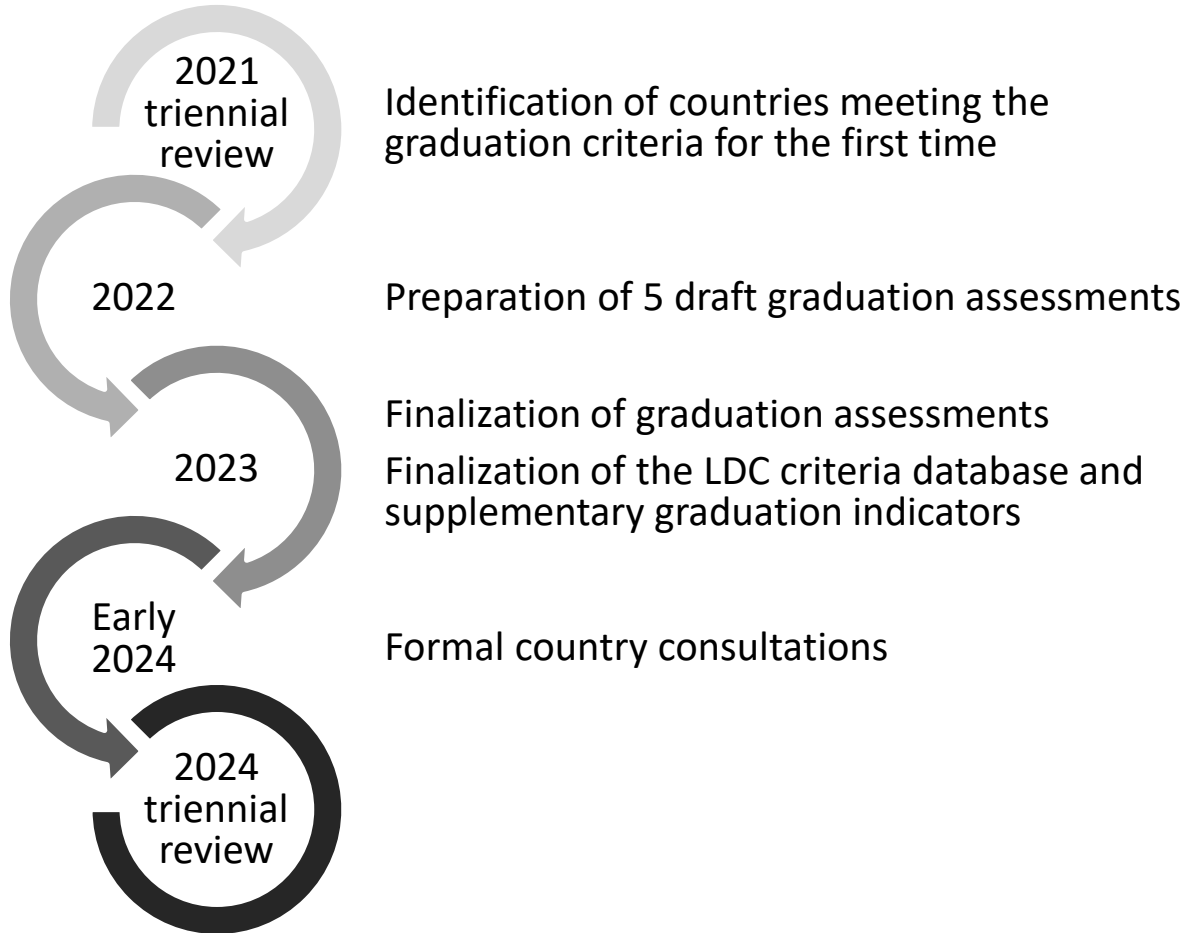 2021
triennial
review
Identification of countries meeting the
graduation criteria for the first time
2022
Preparation of 5 draft graduation assessments
2023
Finalization of graduation assessments
Finalization of the LDC criteria database and
supplementary graduation indicators
Early
2024
Formal country consultations
2024
triennial
review